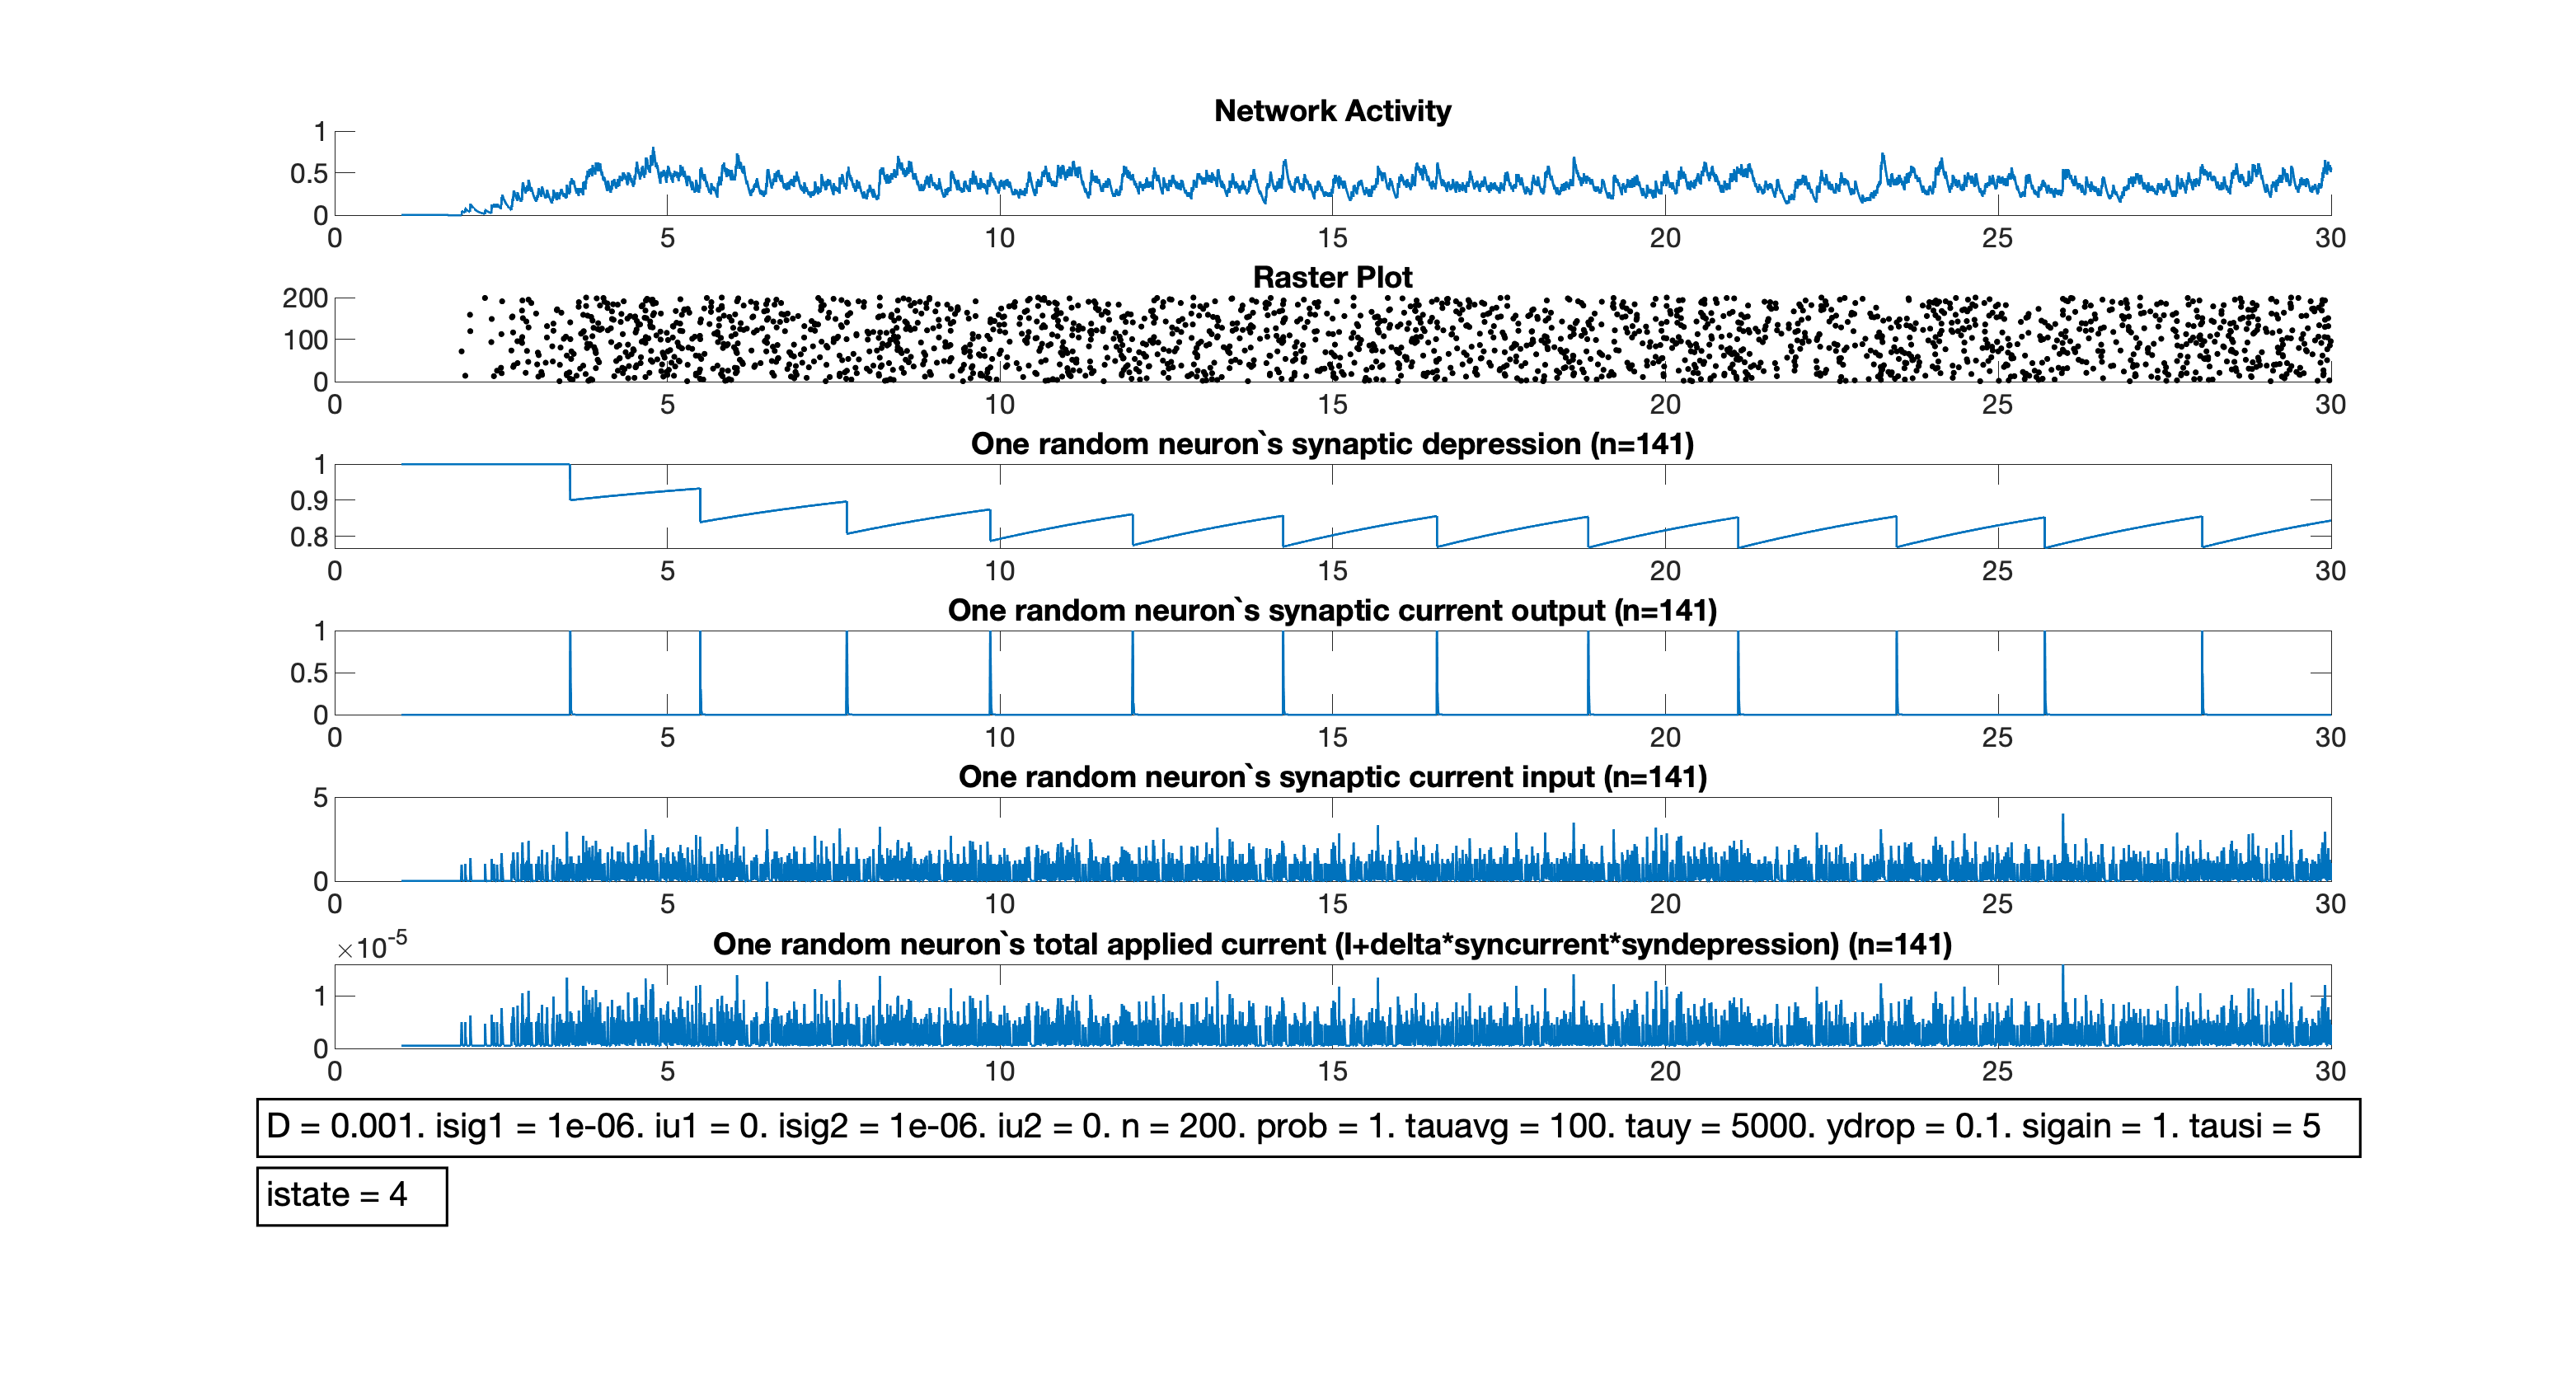 Network Activity
1
0.5
0
0 5 10 15 20 25 30
Raster Plot
200
100
0
0 5 10 15 20 25 30
One random neuron`s synaptic depression (n=141)
1
0.9
0.8
0 5 10 15 20 25 30
One random neuron`s synaptic current output (n=141)
1
0.5
0
0 5 10 15 20 25 30
One random neuron`s synaptic current input (n=141)
5
0
0 5 10 15 20 25 30
×10⁻⁵
One random neuron`s total applied current (I+delta*syncurrent*syndepression) (n=141)
1
0
0 5 10 15 20 25 30
D = 0.001. isig1 = 1e-06. iu1 = 0. isig2 = 1e-06. iu2 = 0. n = 200. prob = 1. tauavg = 100. tauy = 5000. ydrop = 0.1. sigain = 1. tausi = 5
istate = 4